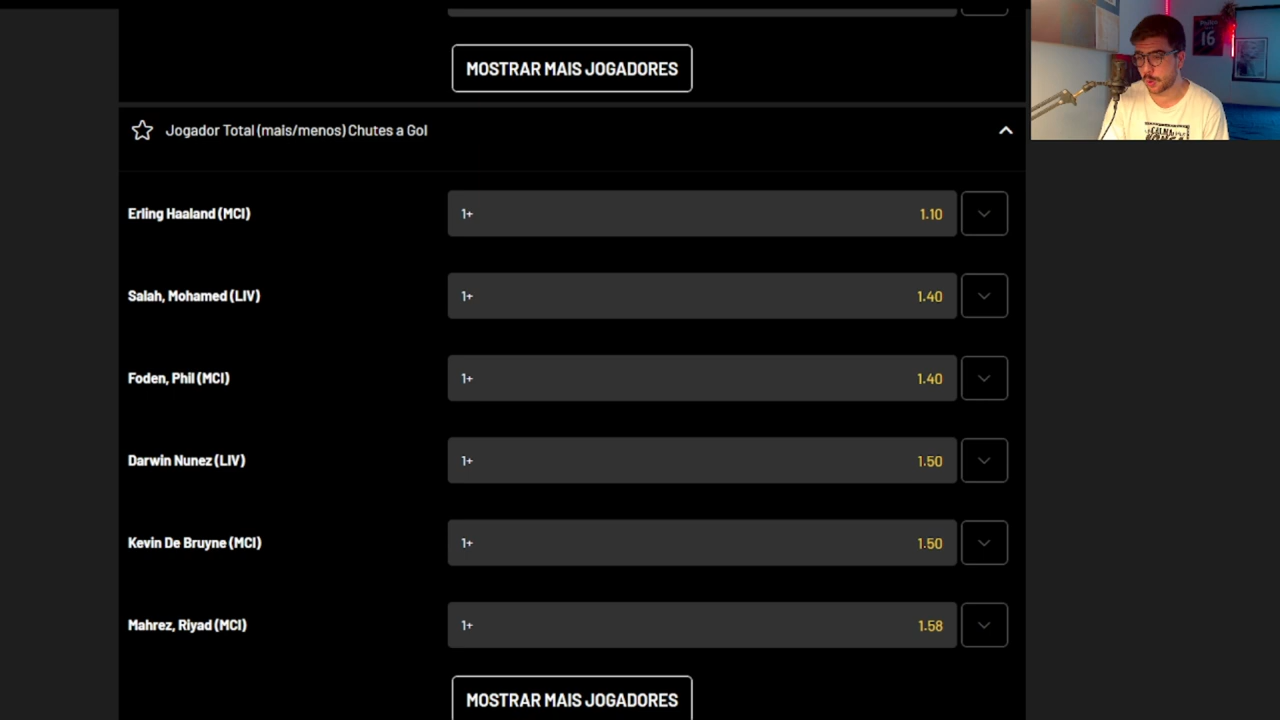 MOSTRAR MAIS JOGADORES
Jogador Total (mais/menos) Chutes a Gol
Erling Haaland (MCI) 1+ 1.10
Salah, Mohamed (LIV) 1+ 1.40
Foden, Phil (MCI) 1+ 1.40
Darwin Nunez (LIV) 1+ 1.50
Kevin De Bruyne (MCI) 1+ 1.50
Mahrez, Riyad (MCI) 1+ 1.58
MOSTRAR MAIS JOGADORES
16
CALMA